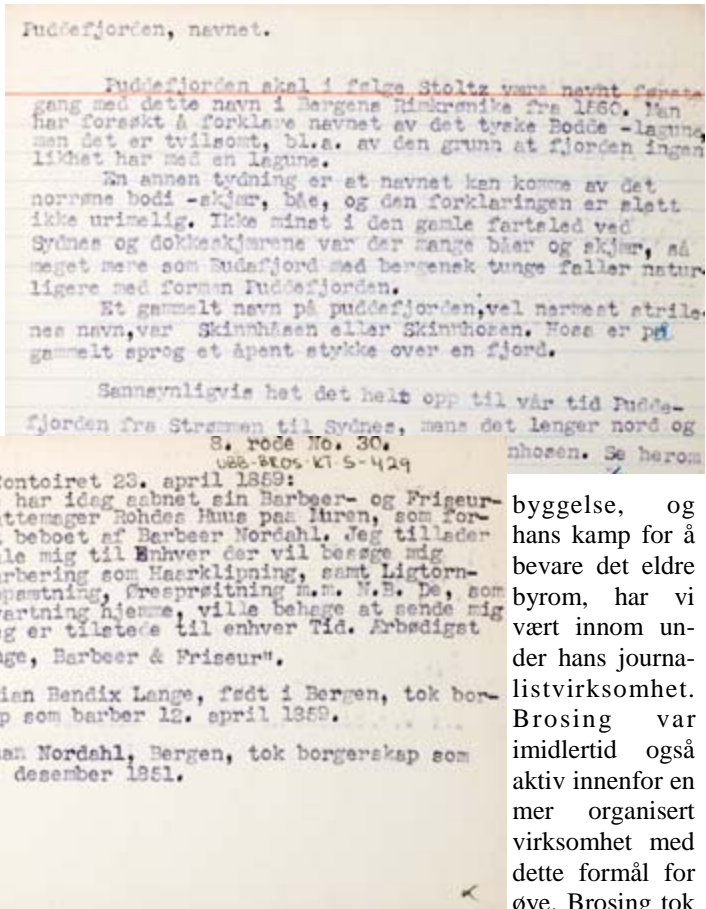 Puddefjorden, navnet.
Puddefjorden skal i følge Stoltz være nevnt første
gang med dette navn i Bergens Rimkrønike fra 1560. Man
har forsøkt å forklare navnet av det tyske Bodde -lagune,
men det er tvilsomt, bl.a. av den grunn at fjorden ingen
likhet har med en lagune.
En annen tydning er at navnet kan komme av det
norrøne bodi -skjær, båe, og den forklaringen er slett
ikke urimelig. Ikke minst i den gamle fartsled ved
Sydnes og dokkeskjærene var der mange båer og skjær, så
meget mere som Budafjord med bergensk tunge faller natur-
ligere med formen Puddefjorden.
Et gammelt navn på puddefjorden,vel nermest strile-
nes navn,var Skinnhåsen eller Skinnhosen. Hoss er på
gammelt sprog et åpent stykke over en fjord.
Sannsynligvis het det helt opp til vår tid Pudde-
fjorden fra Strømmen til Sydnes, mens det lenger nord og
nhosen. Se herom
8. rode No. 30.
UBB-BROS-KT-S-429
ontoiret 23. april 1859:
har idag aabnet sin Barbeer- og Friseur-
attemager Rohdes Huus paa Muren, som for-
beboet af Barbeer Nordahl. Jeg tillader
le mig til Enhver der vil besøge mig
arbering som Haarklipning, samt Ligtorn-
psætning, Øresprøitning m.m. N.B. De, som
vartning hjemme, ville behage at sende mig
eg er tilstede til enhver Tid. Ærbødigst
nge, Barbeer & Friseur".
ian Bendix Lange, født i Bergen, tok bor-
p som barber 12. april 1859.
an Nordahl, Bergen, tok borgerskap som
desember 1851.
byggelse, og
hans kamp for å
bevare det eldre
byrom, har vi
vært innom un-
der hans journa-
listvirksomhet.
Brosing var
imidlertid også
aktiv innenfor en
mer organisert
virksomhet med
dette formål for
øye. Brosing tok